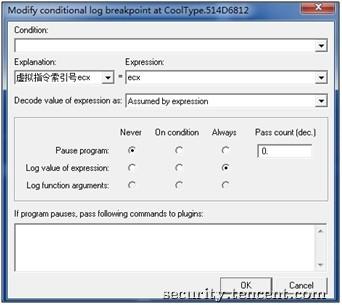 Modify conditional log breakpoint at CoolType.514D6812
Condition:
Explanation: Expression:
虚拟指令索引号ecx = ecx
Decode value of expression as: Assumed by expression
Never On condition Always Pass count (dec.)
Pause program: 0.
Log value of expression:
Log function arguments:
If program pauses, pass following commands to plugins:
OK Cancel
security.tencent.com